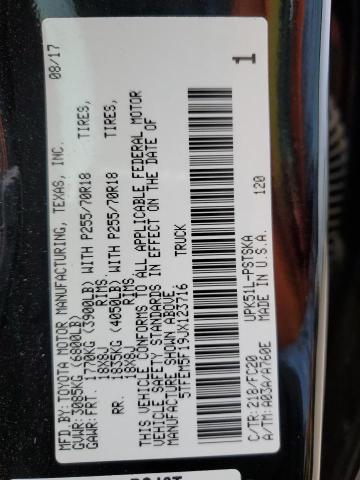 MFD.BY: TOYOTA MOTOR MANUFACTURING, TEXAS, INC. 08/17
GVWR: 3085KG (6800LB)
GAWR: FRT. 1770KG (3900LB) WITH P255/70R18 TIRES,
18X8J RIMS
RR. 1835KG (4050LB) WITH P255/70R18 TIRES,
18X8J RIMS
THIS VEHICLE CONFORMS TO ALL APPLICABLE FEDERAL MOTOR
VEHICLE SAFETY STANDARDS IN EFFECT ON THE DATE OF
MANUFACTURE SHOWN ABOVE.
5TFEM5F19JX123716 TRUCK
C/TR: 218/FC20 UPK51L-PSTSKA
A/TM: A03A/A760E MADE IN U.S.A. 120
1